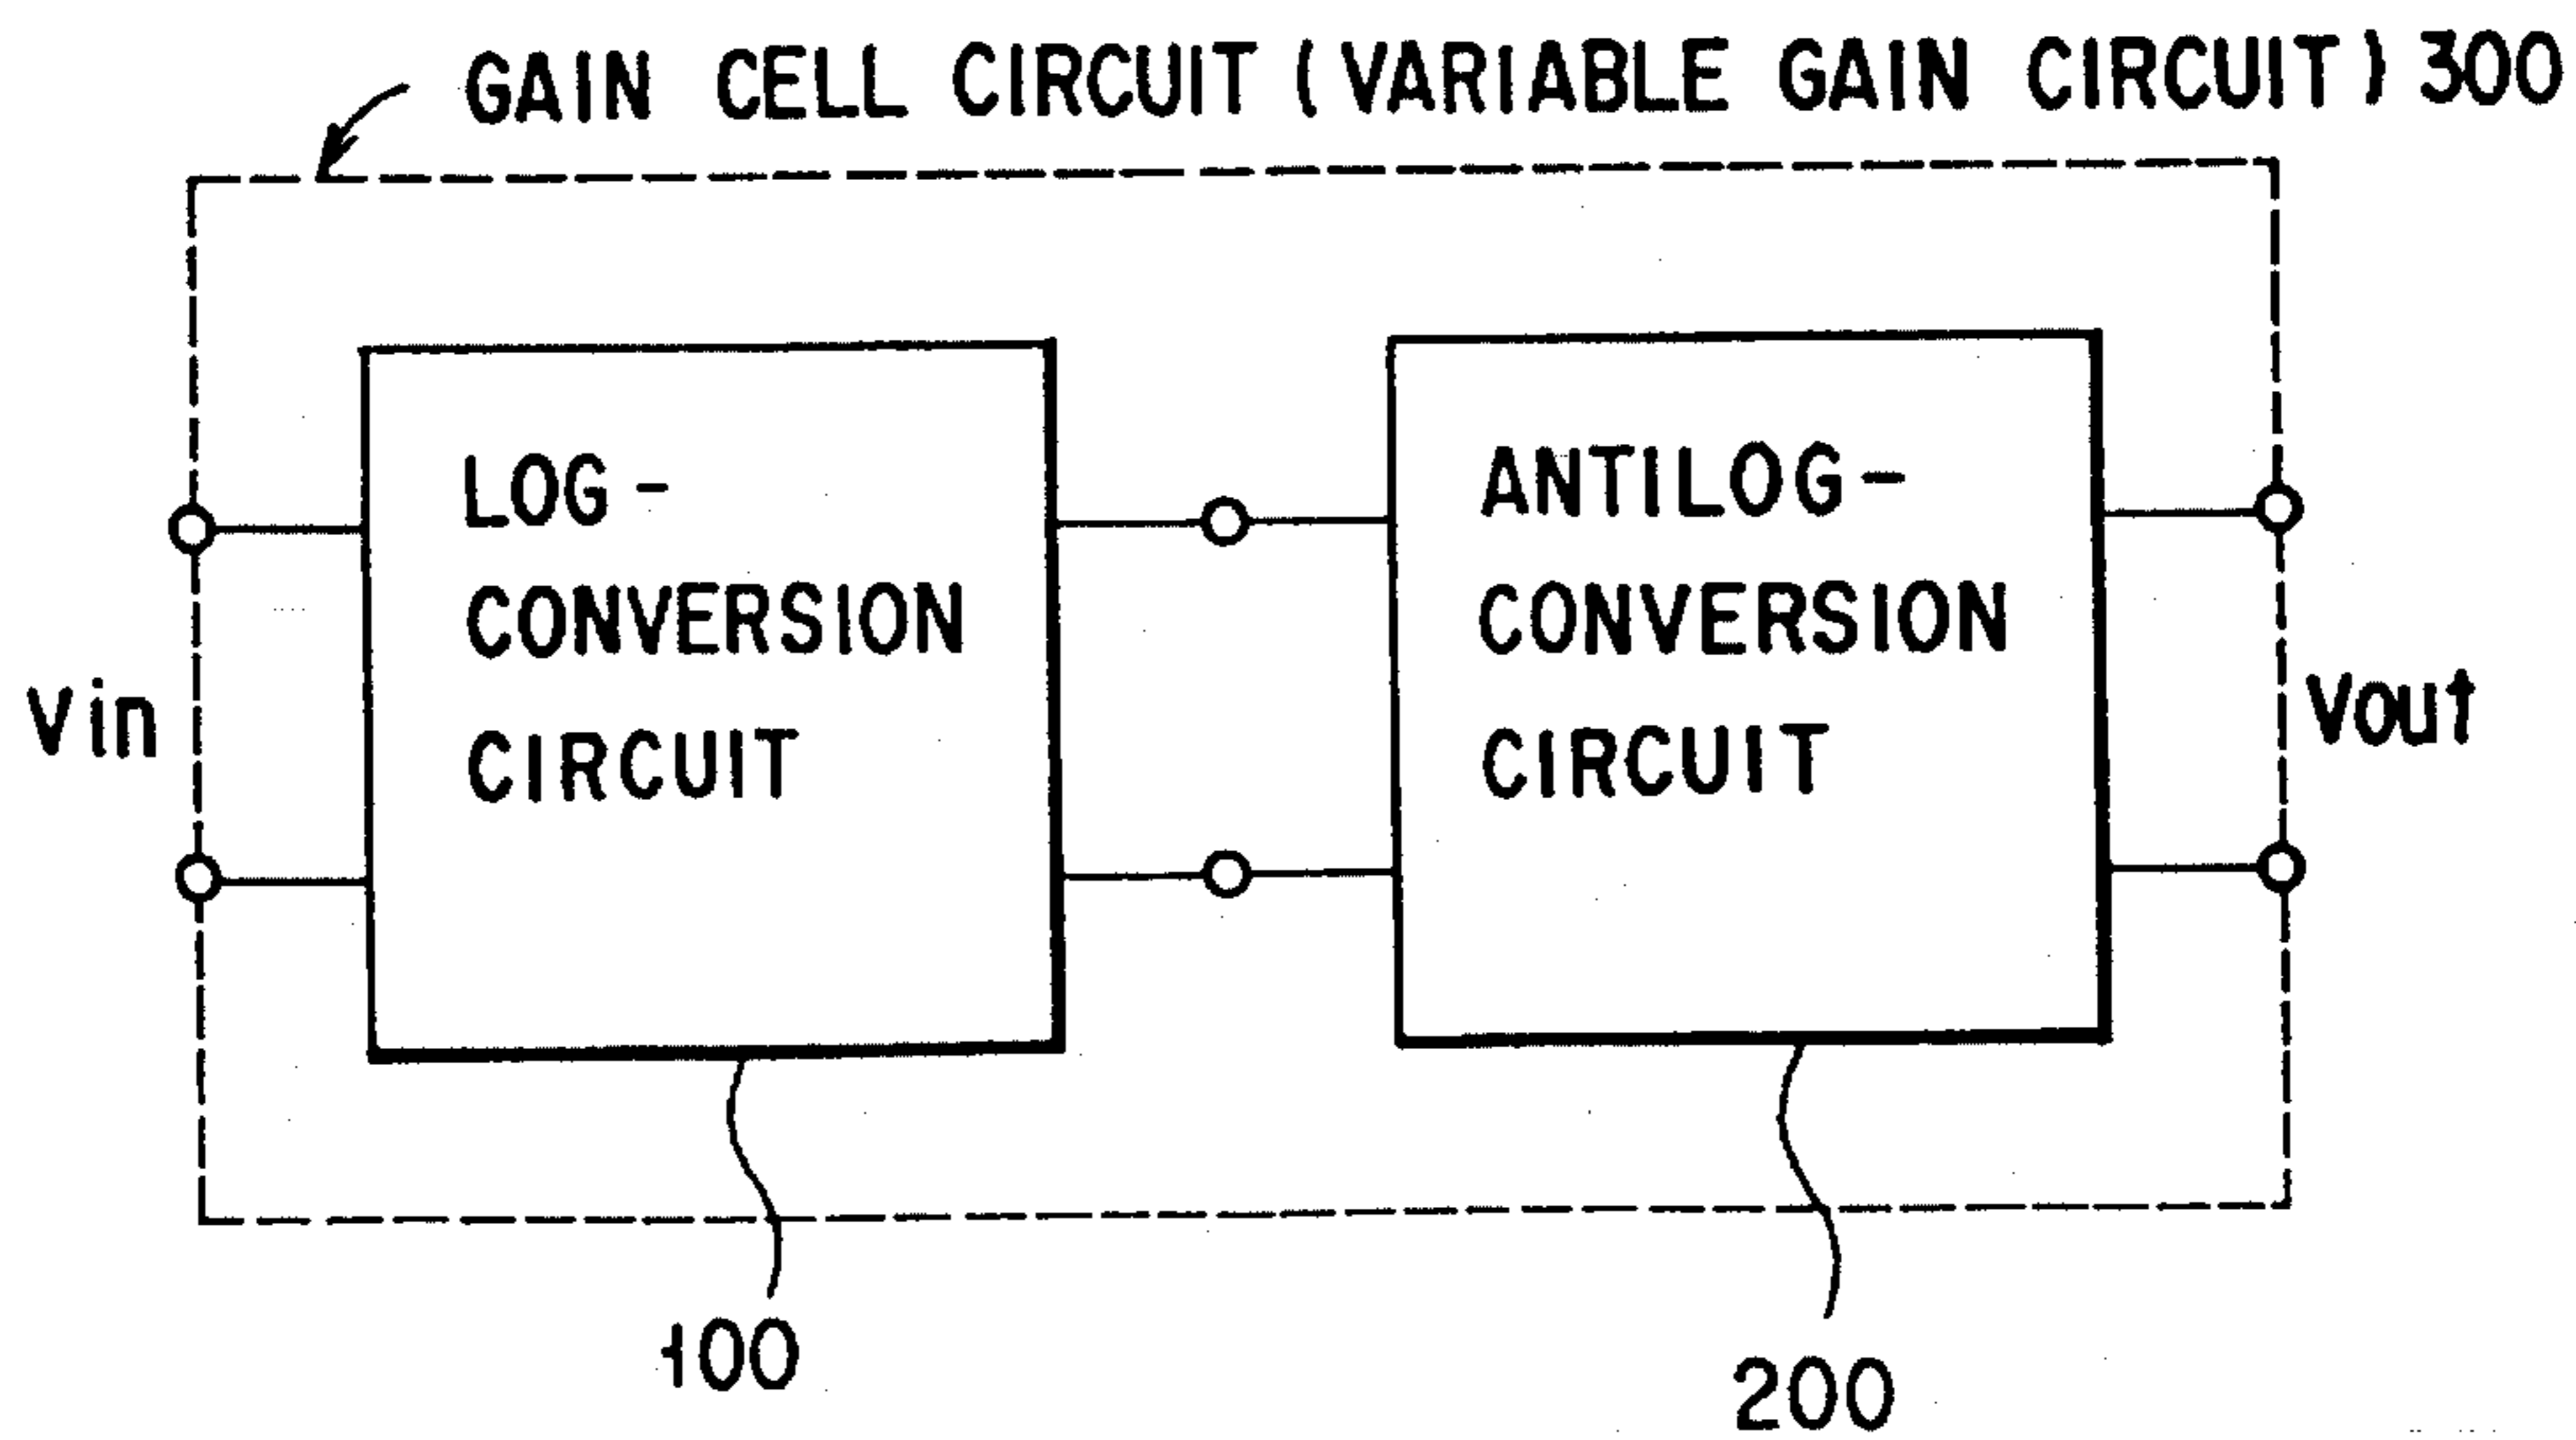 GAIN CELL CIRCUIT (VARIABLE GAIN CIRCUIT) 300
LOG-
CONVERSION
CIRCUIT
ANTILOG-
CONVERSION
CIRCUIT
Vin
Vout
100
200